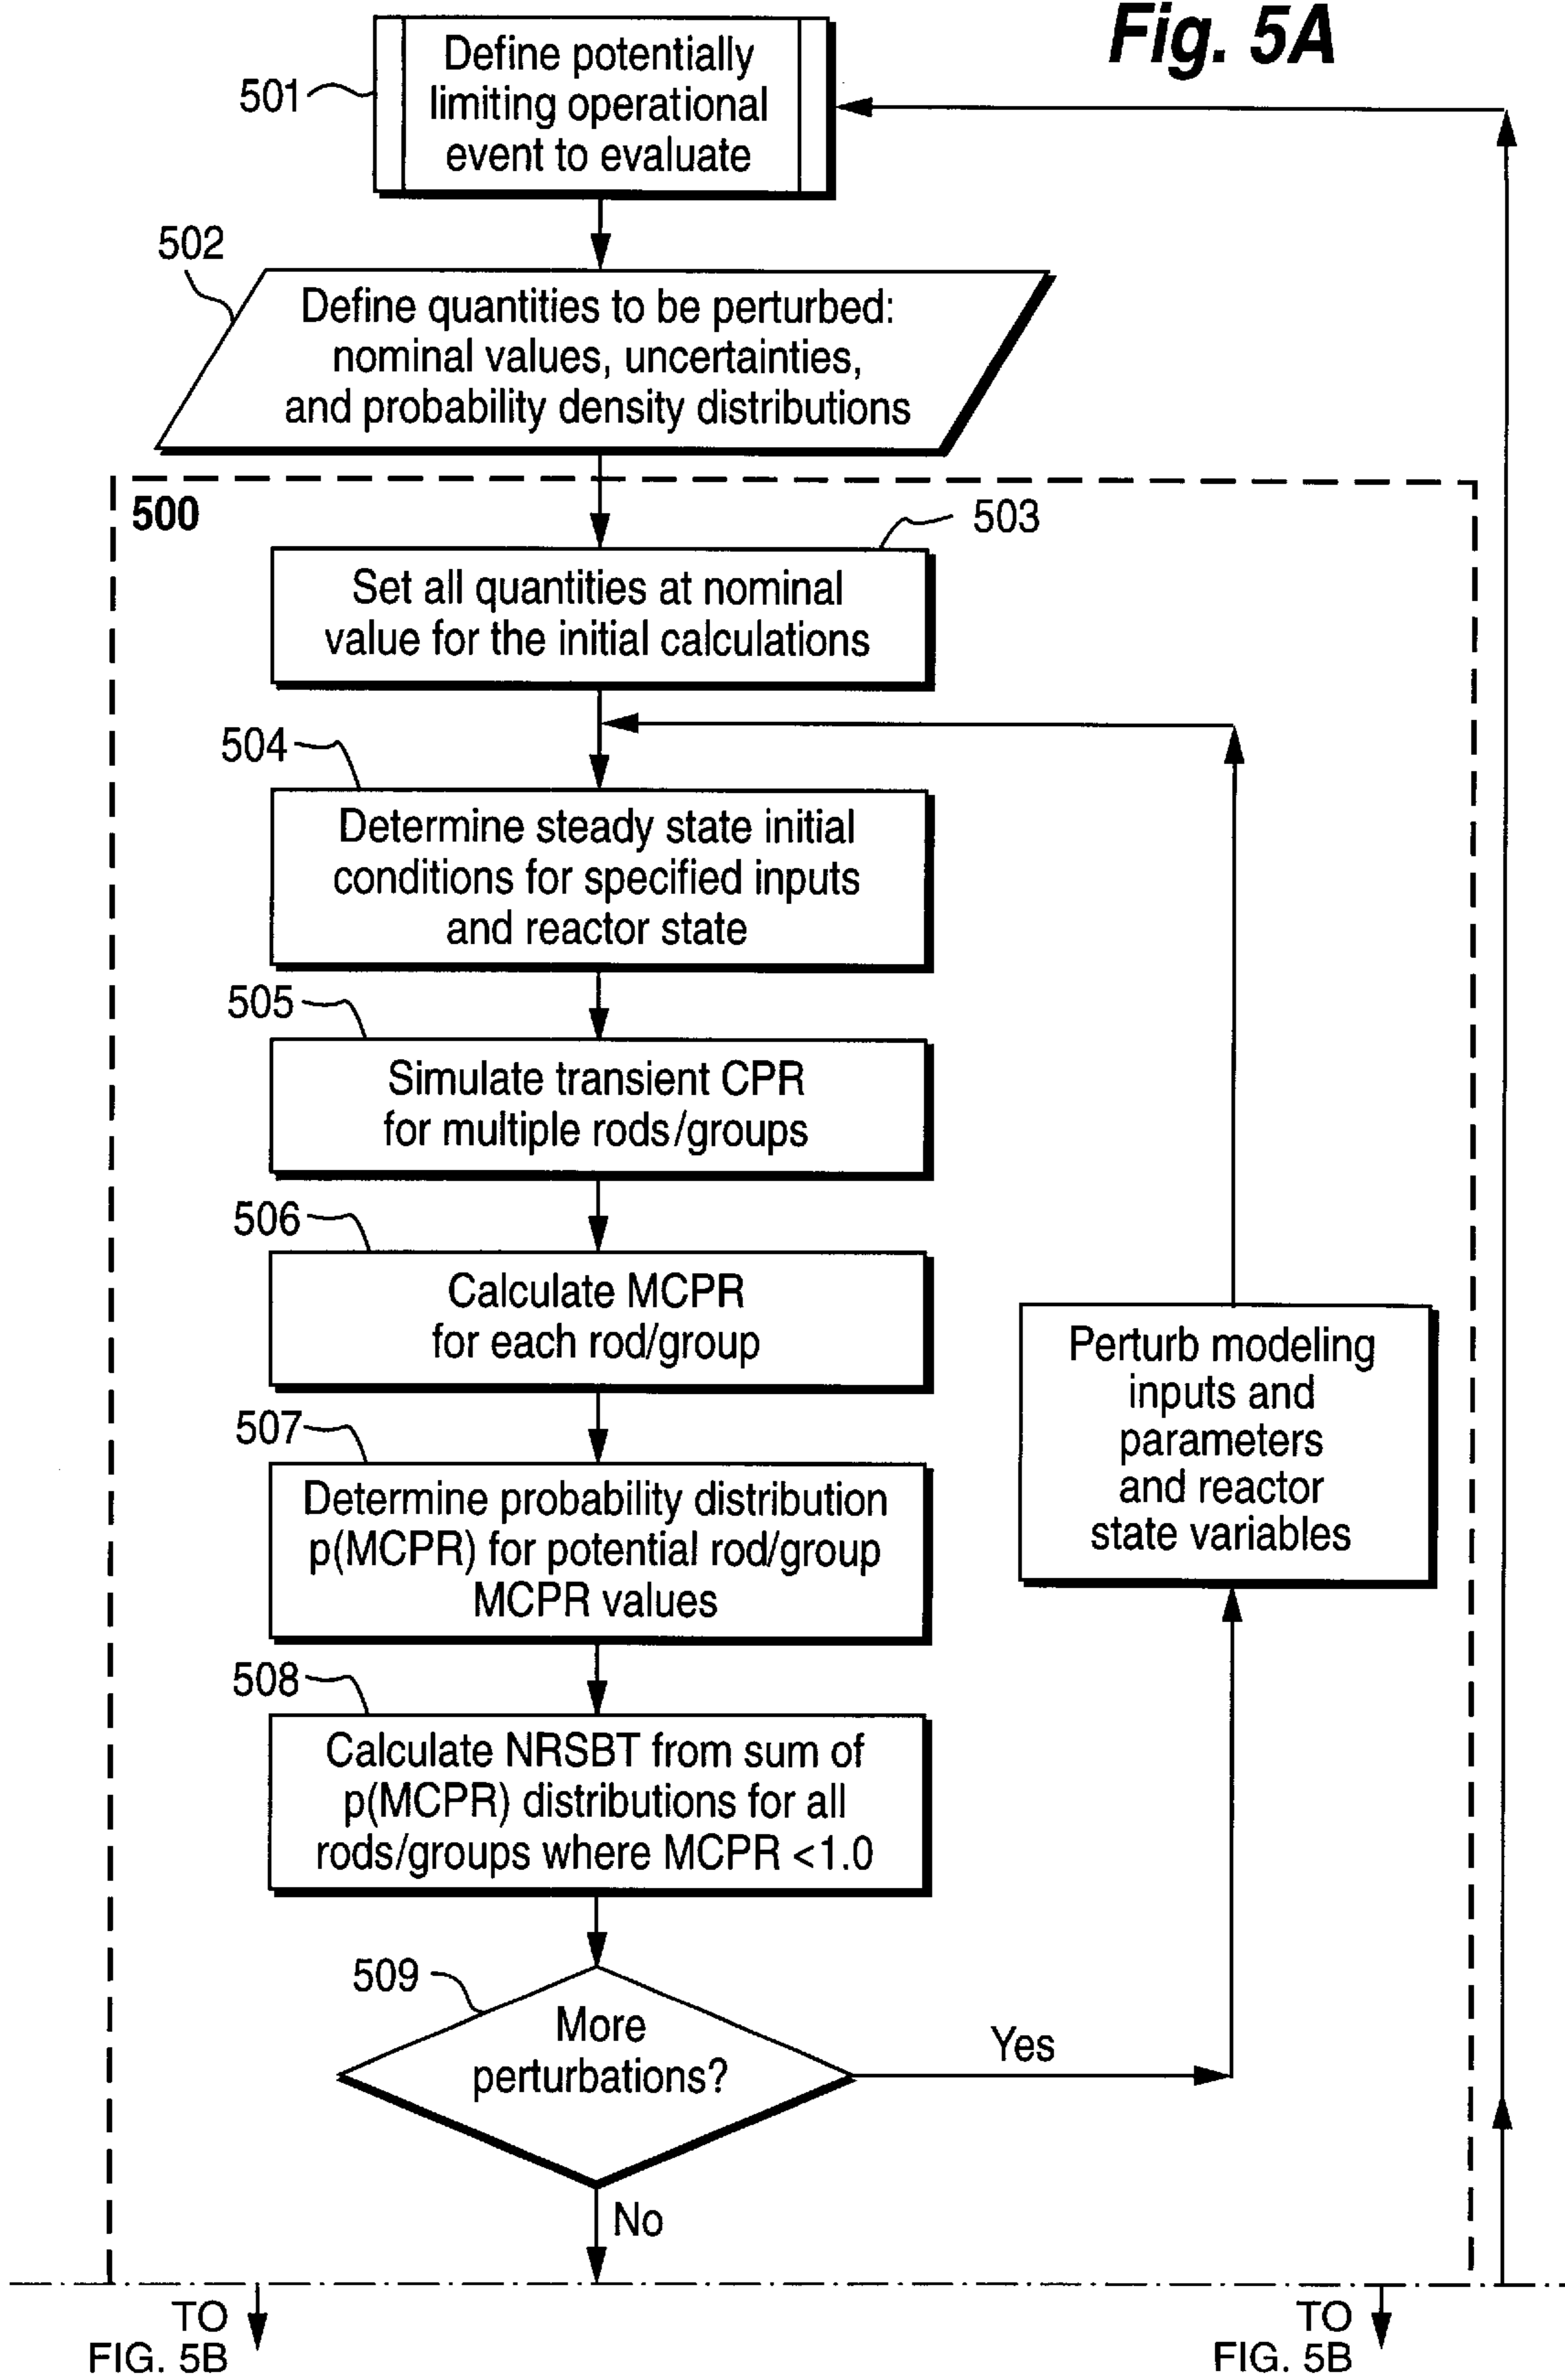 Fig. 5A
501
Define potentially
limiting operational
event to evaluate
502
Define quantities to be perturbed:
nominal values, uncertainties,
and probability density distributions
500
503
Set all quantities at nominal
value for the initial calculations
504
Determine steady state initial
conditions for specified inputs
and reactor state
505
Simulate transient CPR
for multiple rods/groups
506
Calculate MCPR
for each rod/group
Perturb modeling
inputs and
parameters
and reactor
state variables
507
Determine probability distribution
p(MCPR) for potential rod/group
MCPR values
508
Calculate NRSBT from sum of
p(MCPR) distributions for all
rods/groups where MCPR <1.0
509
More
perturbations?
Yes
No
TO
FIG. 5B
TO
FIG. 5B